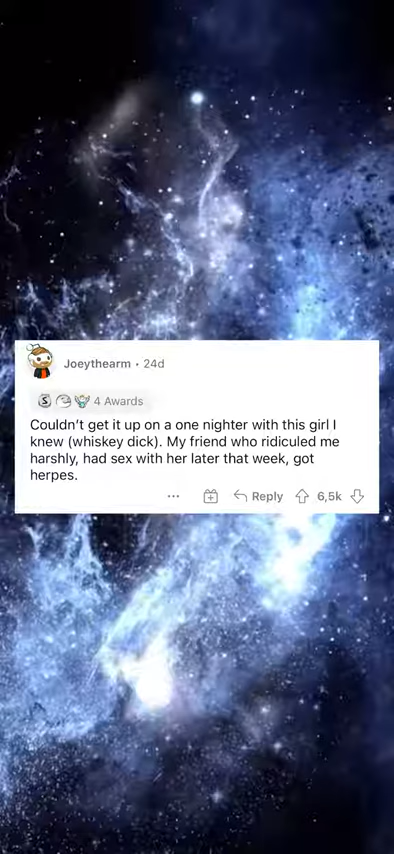 Joeythearm • 24d
S 4 Awards
Couldn't get it up on a one nighter with this girl I
knew (whiskey dick). My friend who ridiculed me
harshly, had sex with her later that week, got
herpes.
... Reply 6,5k